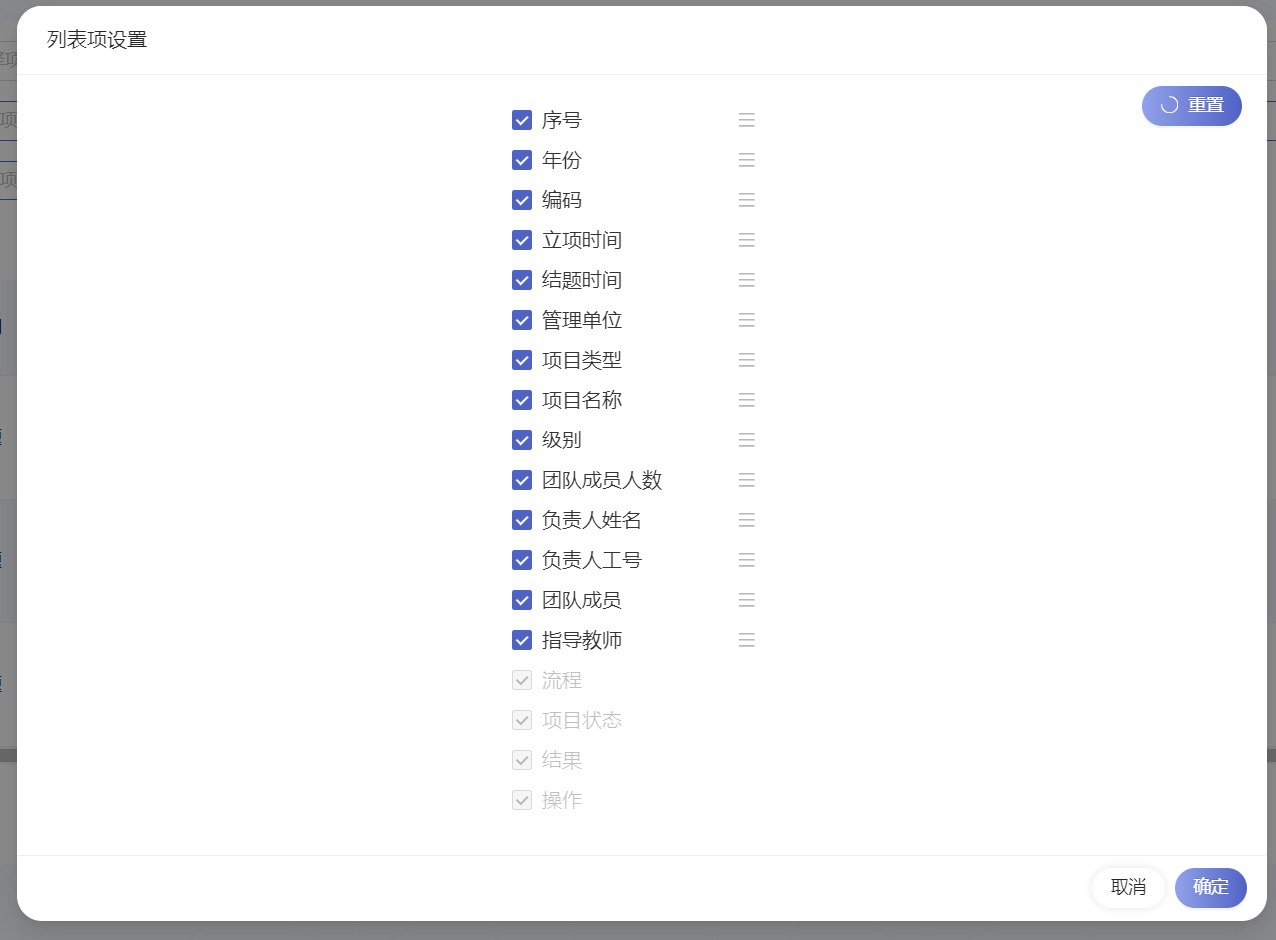 列表项设置
重置
序号
年份
编码
立项时间
结题时间
管理单位
项目类型
项目名称
级别
团队成员人数
负责人姓名
负责人工号
团队成员
指导教师
流程
项目状态
结果
操作
取消
确定